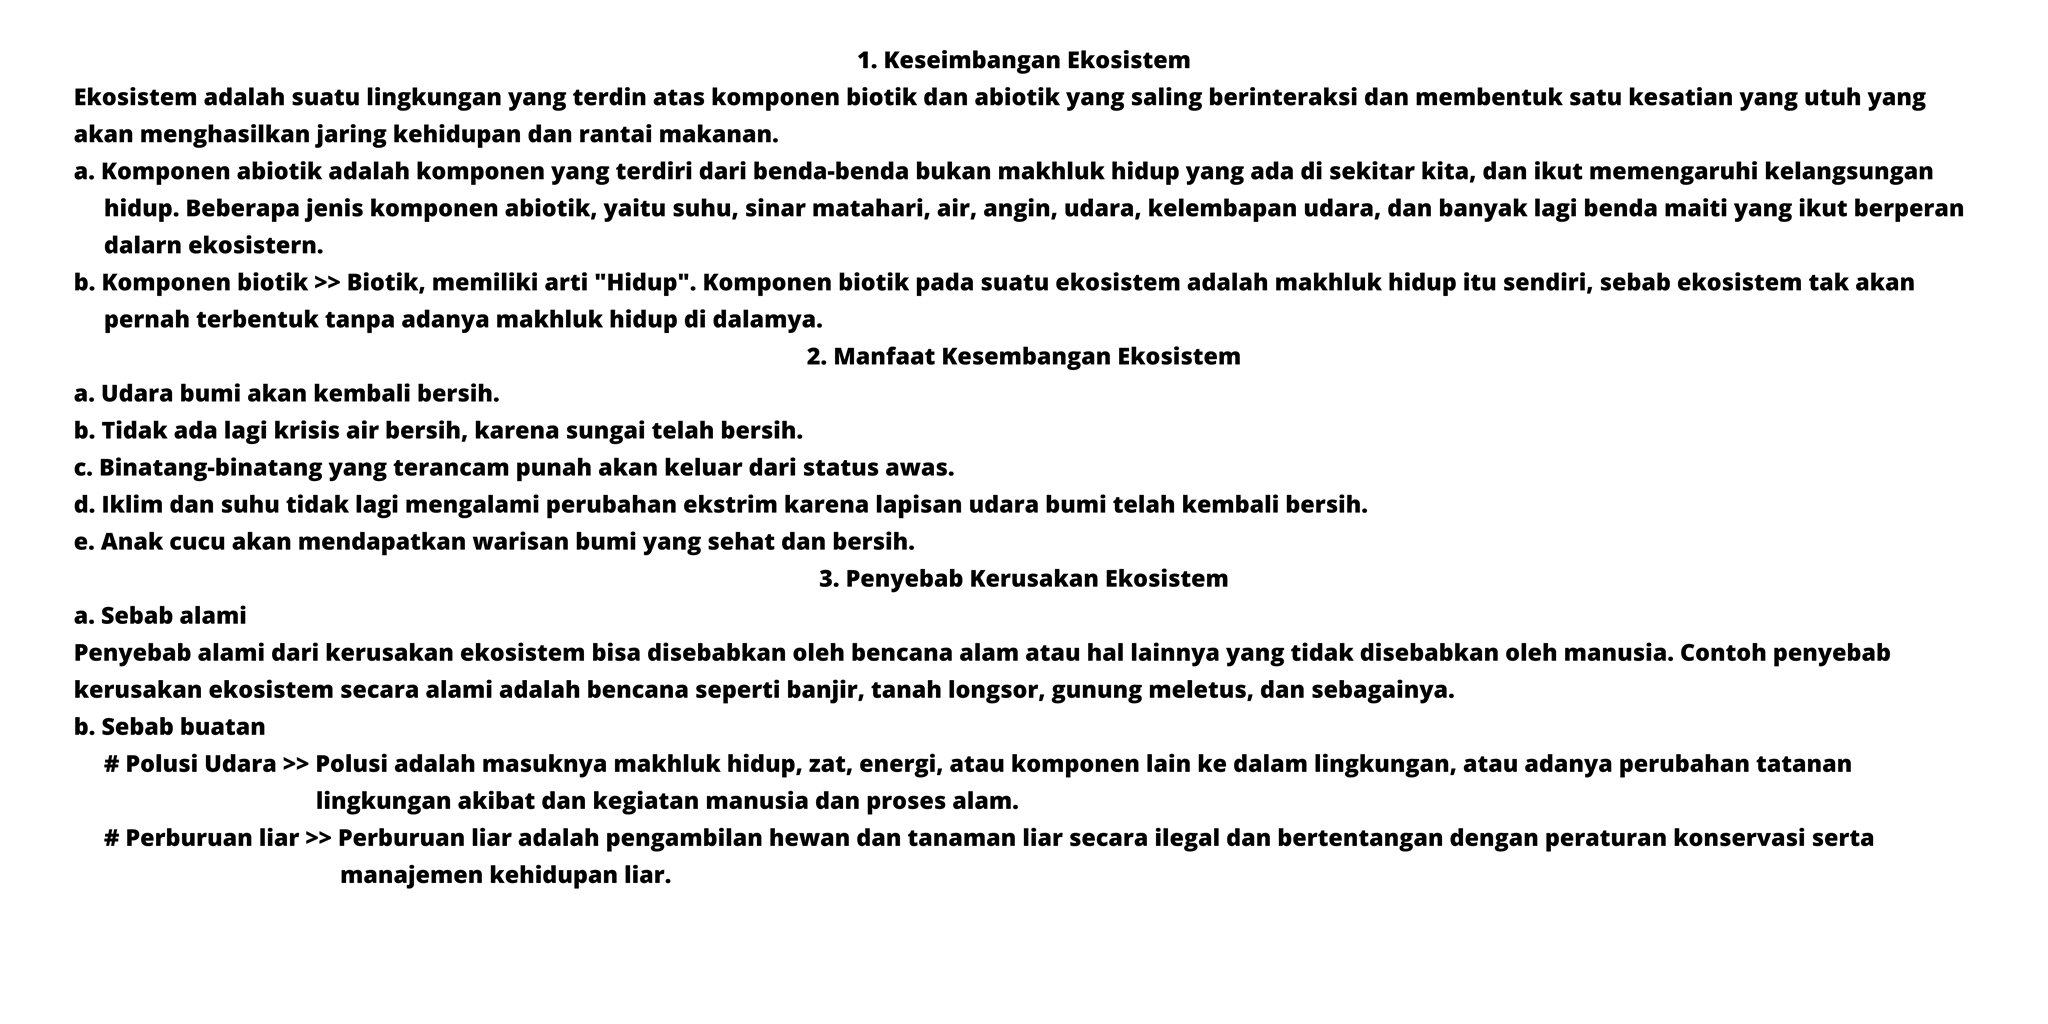 1. Keseimbangan Ekosistem
Ekosistem adalah suatu lingkungan yang terdin atas komponen biotik dan abiotik yang saling berinteraksi dan membentuk satu kesatian yang utuh yang
akan menghasilkan jaring kehidupan dan rantai makanan.
a. Komponen abiotik adalah komponen yang terdiri dari benda-benda bukan makhluk hidup yang ada di sekitar kita, dan ikut memengaruhi kelangsungan
hidup. Beberapa jenis komponen abiotik, yaitu suhu, sinar matahari, air, angin, udara, kelembapan udara, dan banyak lagi benda maiti yang ikut berperan
dalarn ekosistern.
b. Komponen biotik >> Biotik, memiliki arti "Hidup". Komponen biotik pada suatu ekosistem adalah makhluk hidup itu sendiri, sebab ekosistem tak akan
pernah terbentuk tanpa adanya makhluk hidup di dalamya.
2. Manfaat Kesembangan Ekosistem
a. Udara bumi akan kembali bersih.
b. Tidak ada lagi krisis air bersih, karena sungai telah bersih.
c. Binatang-binatang yang terancam punah akan keluar dari status awas.
d. Iklim dan suhu tidak lagi mengalami perubahan ekstrim karena lapisan udara bumi telah kembali bersih.
e. Anak cucu akan mendapatkan warisan bumi yang sehat dan bersih.
3. Penyebab Kerusakan Ekosistem
a. Sebab alami
Penyebab alami dari kerusakan ekosistem bisa disebabkan oleh bencana alam atau hal lainnya yang tidak disebabkan oleh manusia. Contoh penyebab
kerusakan ekosistem secara alami adalah bencana seperti banjir, tanah longsor, gunung meletus, dan sebagainya.
b. Sebab buatan
# Polusi Udara >> Polusi adalah masuknya makhluk hidup, zat, energi, atau komponen lain ke dalam lingkungan, atau adanya perubahan tatanan
lingkungan akibat dan kegiatan manusia dan proses alam.
# Perburuan liar >> Perburuan liar adalah pengambilan hewan dan tanaman liar secara ilegal dan bertentangan dengan peraturan konservasi serta
manajemen kehidupan liar.